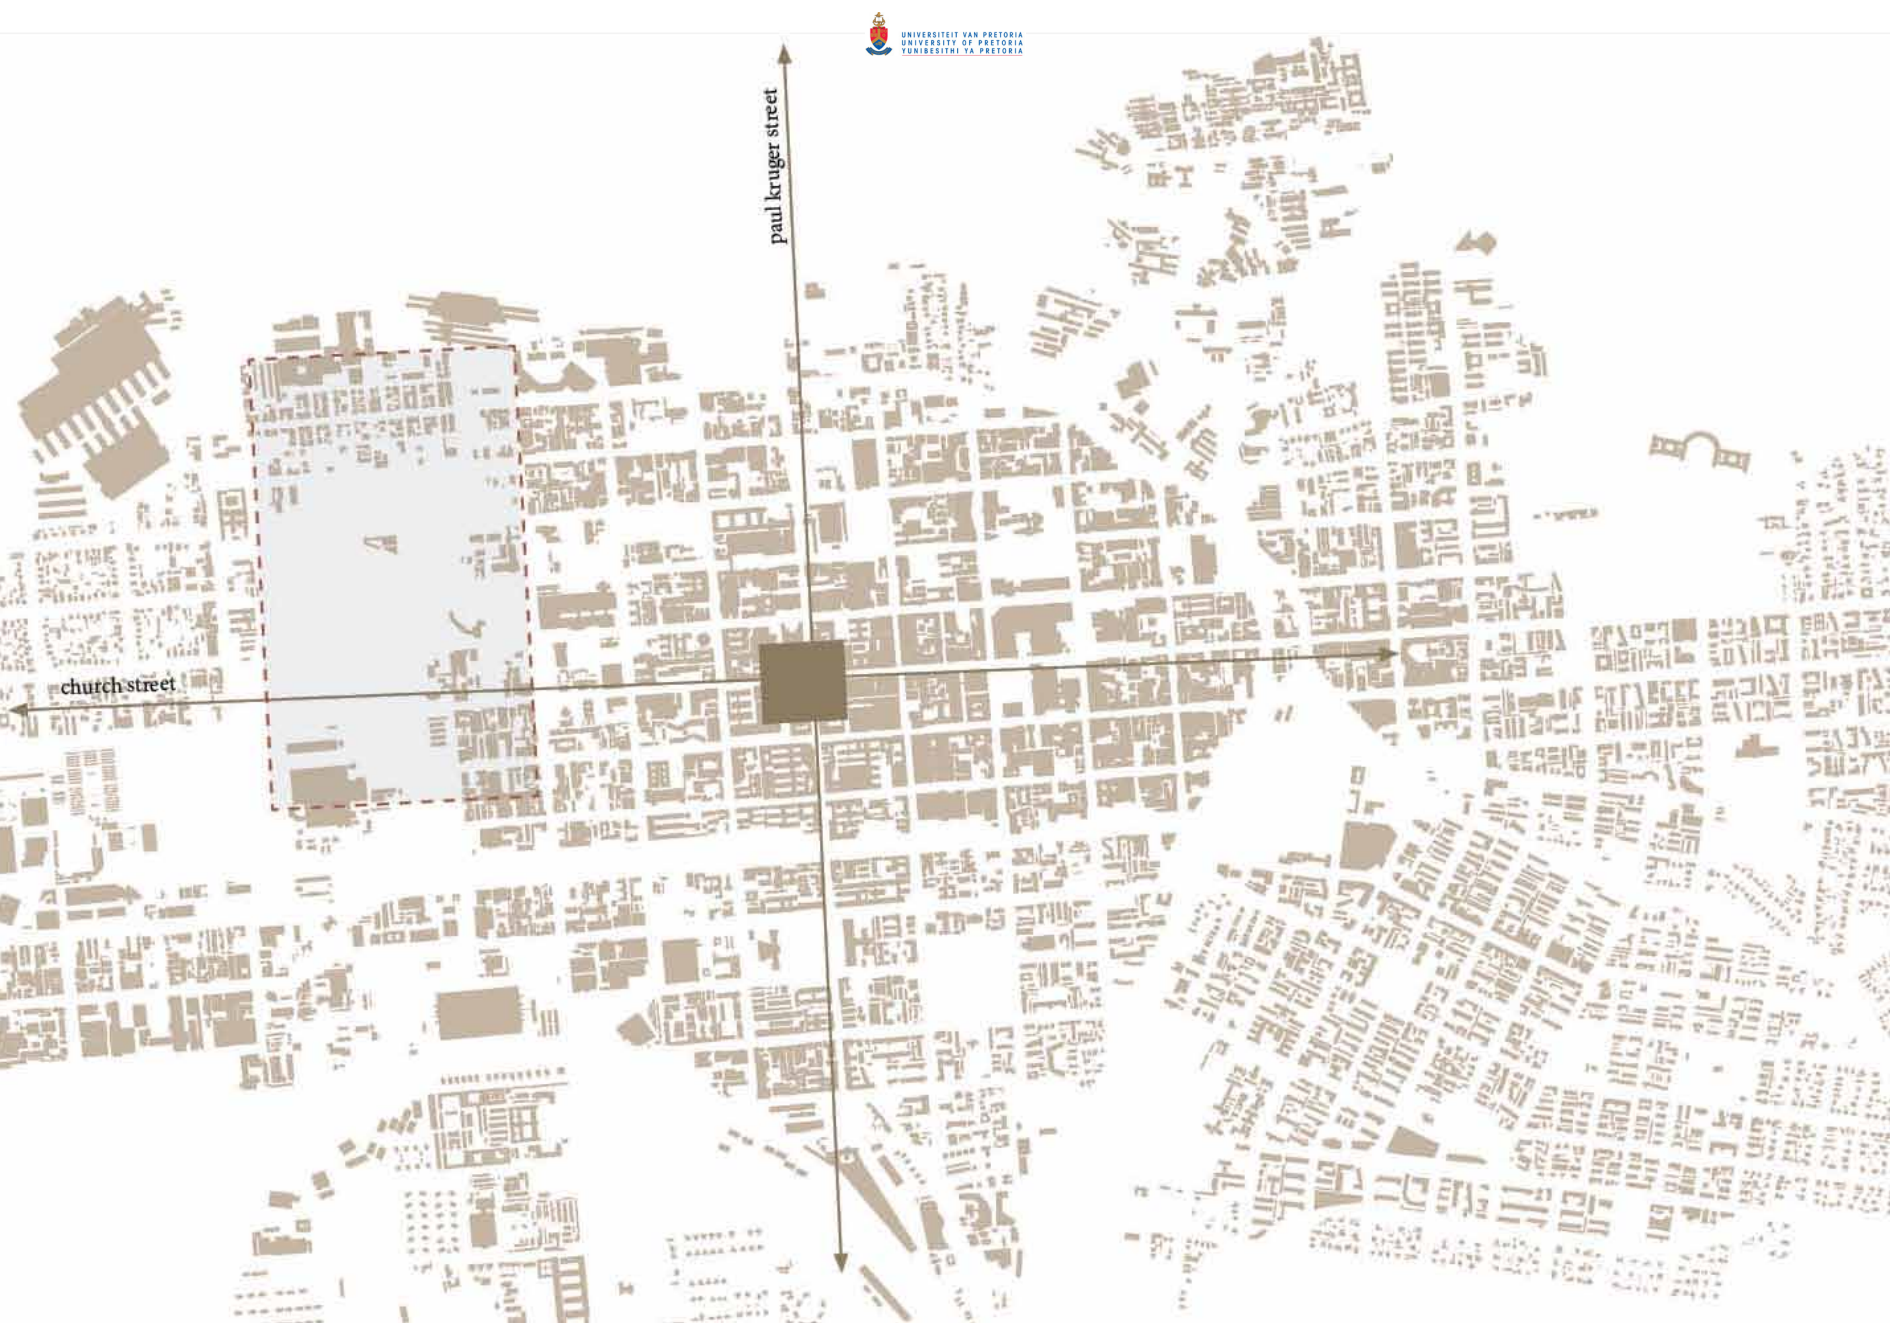 UNIVERSITEIT VAN PRETORIA
UNIVERSITY OF PRETORIA
YUNIBESITHI YA PRETORIA
paul kruger street
church street